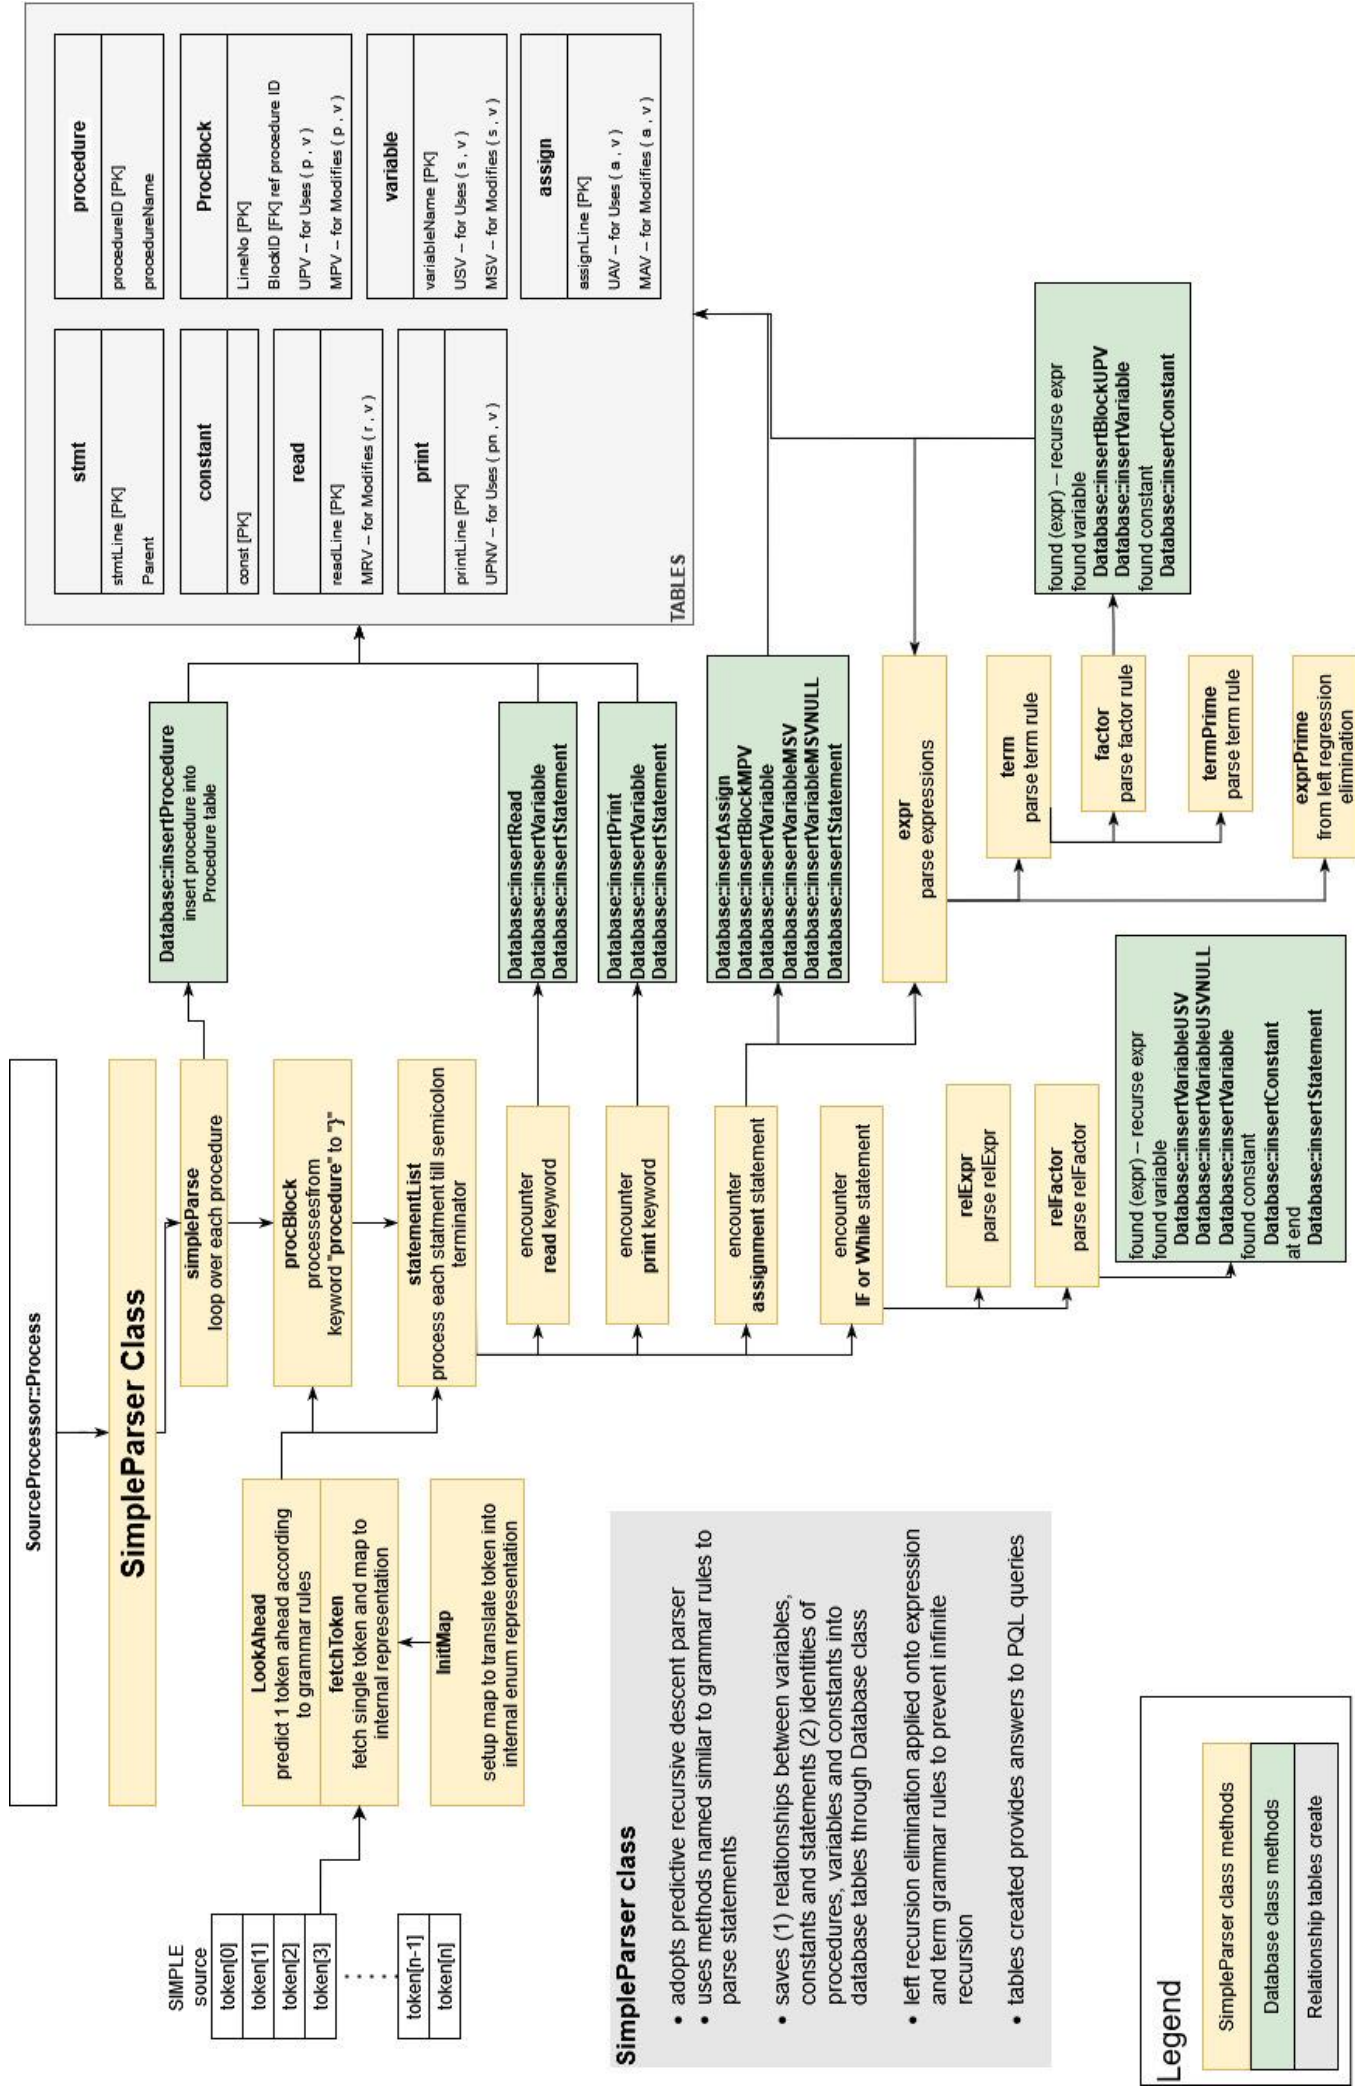 SourceProcessor::Process
SimpleParser Class
simpleParse
loop over each procedure
Database::insertProcedure
insert procedure into
Procedure table
SIMPLE
source
token[0]
token[1]
token[2]
token[3]
token[n-1]
token[n]
LookAhead
predict 1 token ahead according
to grammar rules
fetchToken
fetch single token and map to
internal representation
InitMap
setup map to translate token into
internal enum representation
procBlock
processesfrom
keyword "procedure" to "}"
statementList
process each statment till semicolon
terminator
encounter
read keyword
Database::insertRead
Database::insertVariable
Database::insertStatement
encounter
print keyword
Database::insertPrint
Database::insertVariable
Database::insertStatement
encounter
assignment statement
Database::insertAssign
Database::insertBlockMPV
Database::insertVariable
Database::insertVariableMSV
Database::insertVariableMSVNULL
Database::insertStatement
encounter
IF or While statement
relExpr
parse relExpr
relFactor
parse relFactor
found (expr) – recurse expr
found variable
Database::insertVariableUSV
Database::insertVariableUSVNULL
Database::insertVariable
found constant
Database::insertConstant
at end
Database::insertStatement
expr
parse expressions
term
parse term rule
factor
parse factor rule
termPrime
parse term rule
exprPrime
from left regression
elimination
found (expr) – recurse expr
found variable
Database::insertBlockUPV
Database::insertVariable
found constant
Database::insertConstant
stmt
stmtLine [PK]
Parent
constant
const [PK]
read
readLine [PK]
MRV – for Modifies ( r , v )
print
printLine [PK]
UPNV – for Uses ( pn , v )
procedure
procedureID [PK]
procedureName
ProcBlock
LineNo [PK]
BlockID [FK] ref procedure ID
UPV – for Uses ( p , v )
MPV – for Modifies ( p , v )
variable
variableName [PK]
USV – for Uses ( s , v )
MSV – for Modifies ( s , v )
assign
assignLine [PK]
UAV – for Uses ( a , v )
MAV – for Modifies ( a , v )
TABLES
SimpleParser class
• adopts predictive recursive descent parser
• uses methods named similar to grammar rules to
parse statements
• saves (1) relationships between variables,
constants and statements (2) identities of
procedures, variables and constants into
database tables through Database class
• left recursion elimination applied onto expression
and term grammar rules to prevent infinite
recursion
• tables created provides answers to PQL queries
Legend
SimpleParser class methods
Database class methods
Relationship tables create